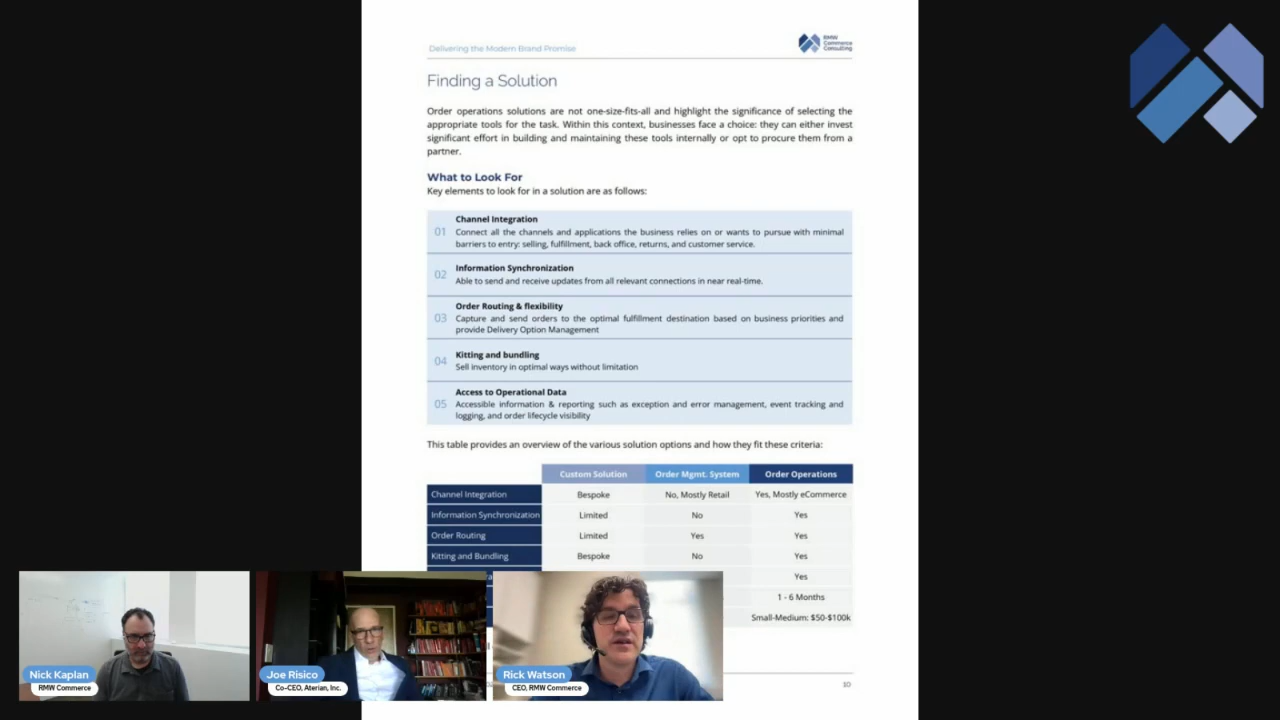 Delivering the Modern Brand Promise
RMW
Commerce
Consulting
Finding a Solution
Order operations solutions are not one-size-fits-all and highlight the significance of selecting the
appropriate tools for the task. Within this context, businesses face a choice: they can either invest
significant effort in building and maintaining these tools internally or opt to procure them from a
partner.
What to Look For
Key elements to look for in a solution are as follows:
01 Channel Integration
Connect all the channels and applications the business relies on or wants to pursue with minimal
barriers to entry: selling, fulfillment, back office, returns, and customer service.
02 Information Synchronization
Able to send and receive updates from all relevant connections in near real-time.
03 Order Routing & flexibility
Capture and send orders to the optimal fulfillment destination based on business priorities and
provide Delivery Option Management
04 Kitting and bundling
Sell inventory in optimal ways without limitation
05 Access to Operational Data
Accessible information & reporting such as exception and error management, event tracking and
logging, and order lifecycle visibility
This table provides an overview of the various solution options and how they fit these criteria:
Custom Solution Order Mgmt. System Order Operations
Channel Integration Bespoke No, Mostly Retail Yes, Mostly eCommerce
Information Synchronization Limited No Yes
Order Routing Limited Yes Yes
Kitting and Bundling Bespoke No Yes
Yes
1 - 6 Months
Small-Medium: $50-$100k
Nick Kaplan
RMW Commerce
Joe Risico
Co-CEO, Aterian, Inc.
Rick Watson
CEO, RMW Commerce
10